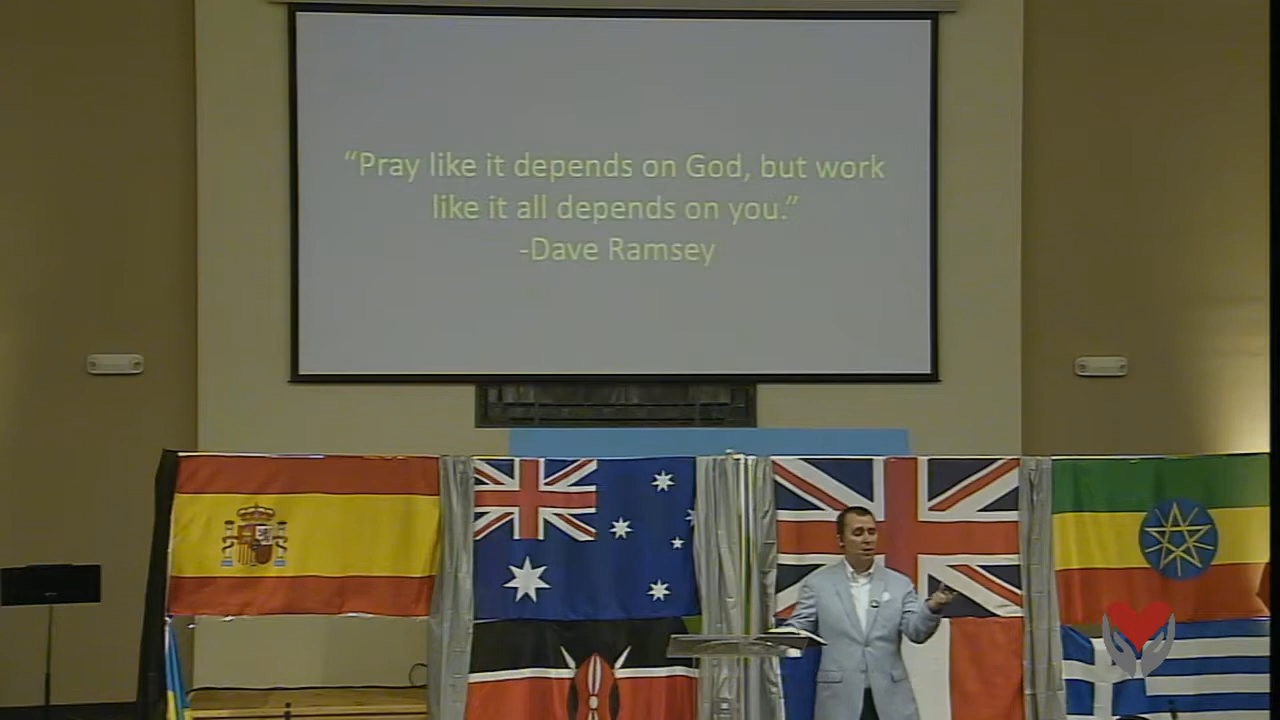 “Pray like it depends on God, but work
like it all depends on you.”
-Dave Ramsey